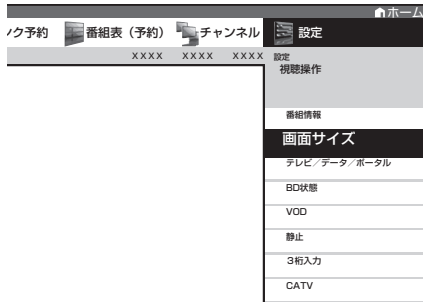 ホーム
ック予約 番組表（予約） チャンネル 設定
XXXX XXXX XXXX 設定
視聴操作
番組情報
画面サイズ
テレビ／データ／ポータル
BD状態
VOD
静止
3桁入力
CATV